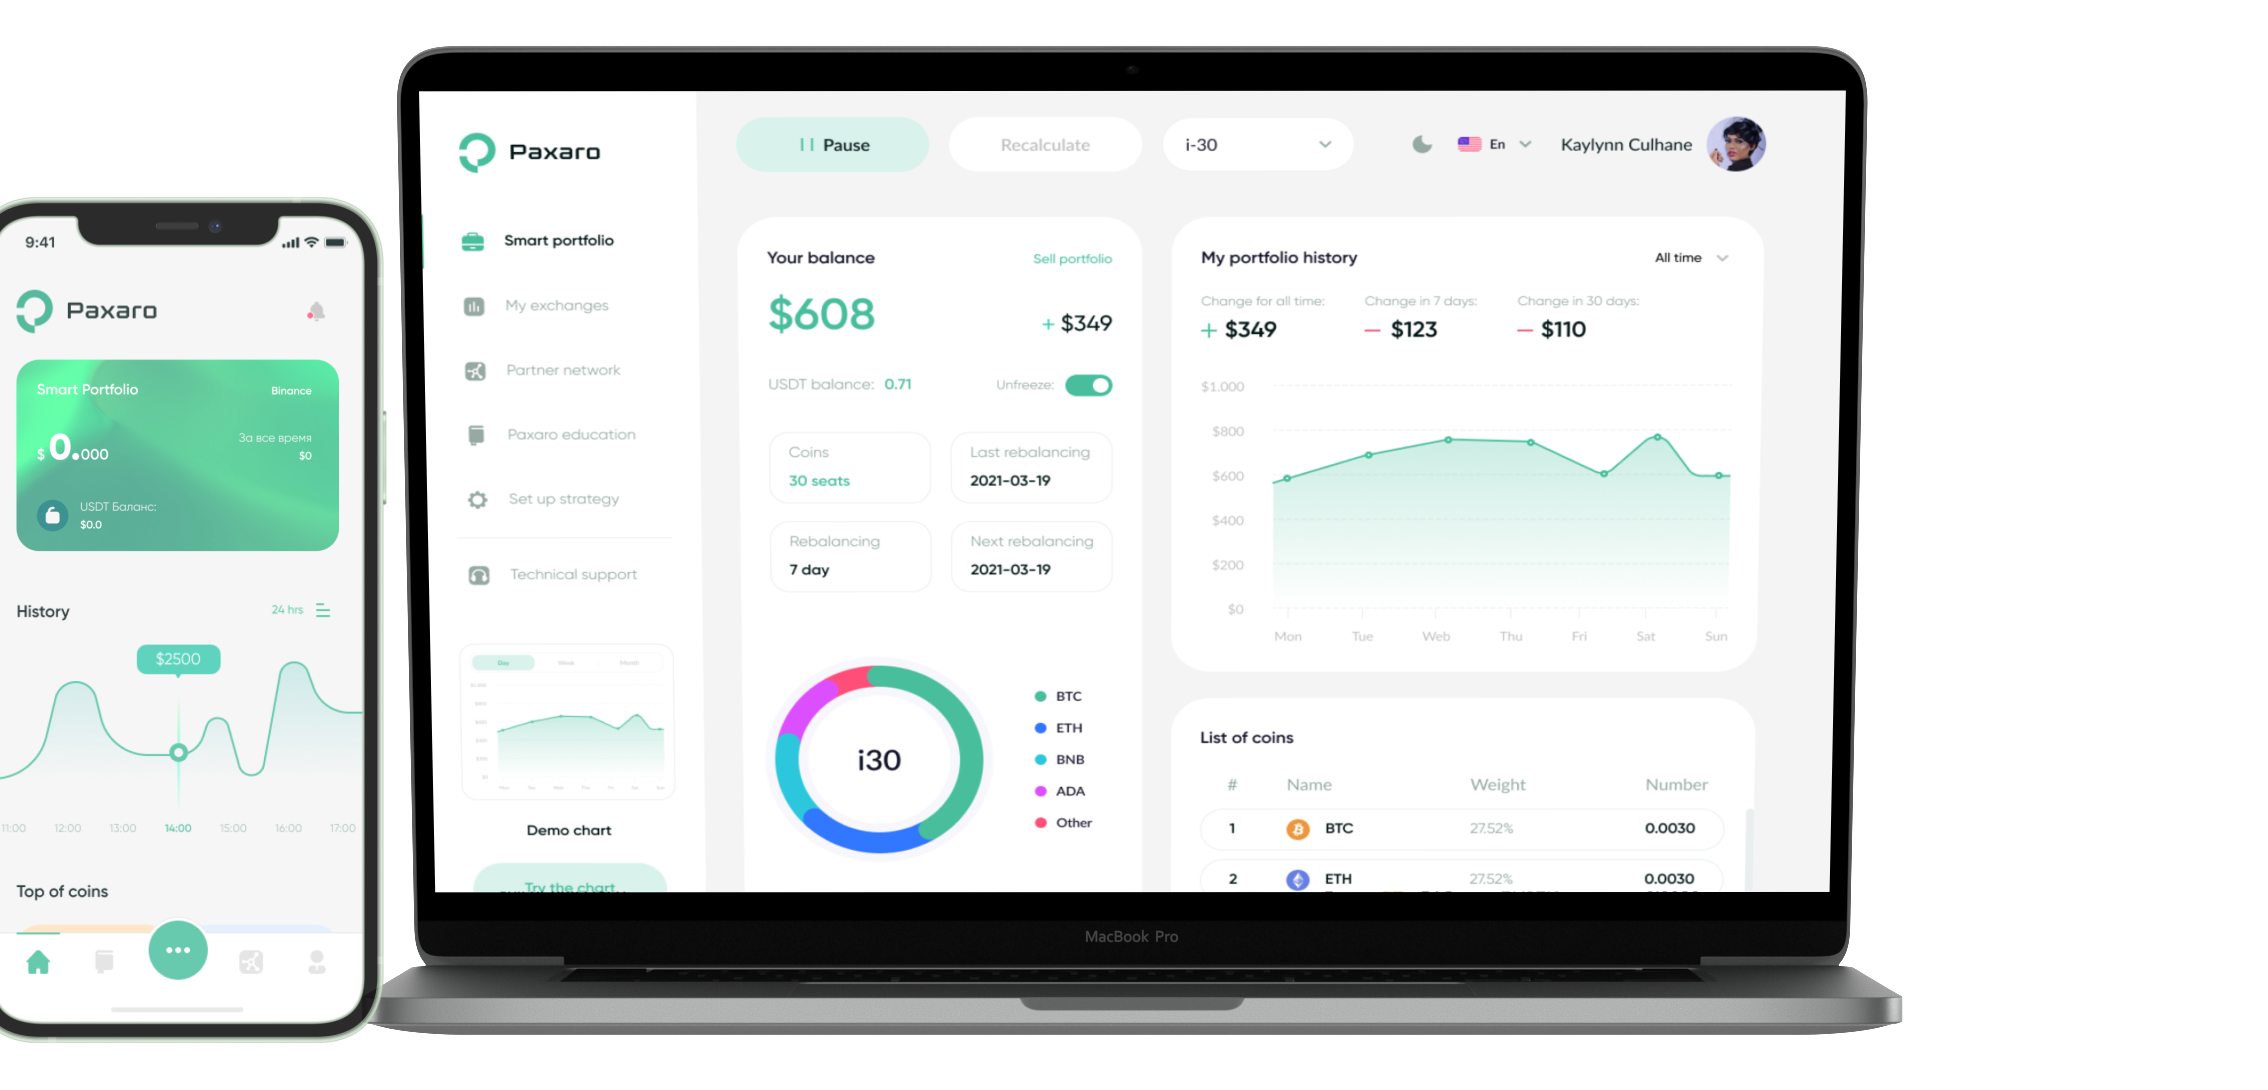 9:41
Paxaro
Smart Portfolio
Binance
$ 0.000
За все время
$0
USDT Баланс:
$0.0
History
24 hrs
$2500
11:00 12:00 13:00 14:00 15:00 16:00 17:00
Top of coins
Paxaro
Smart portfolio
My exchanges
Partner network
Paxaro education
Set up strategy
Technical support
Day Week Month
Demo chart
Try the chart
Pause
Recalculate
i-30
En
Kaylynn Culhane
Your balance
Sell portfolio
$608
+ $349
USDT balance: 0.71
Unfreeze:
Coins
30 seats
Last rebalancing
2021-03-19
Rebalancing
7 day
Next rebalancing
2021-03-19
i30
BTC
ETH
BNB
ADA
Other
My portfolio history
All time
Change for all time:
+ $349
Change in 7 days:
— $123
Change in 30 days:
— $110
$1.000
$800
$600
$400
$200
$0
Mon Tue Web Thu Fri Sat Sun
List of coins
# Name Weight Number
1 BTC 27.52% 0.0030
2 ETH 27.52% 0.0030
MacBook Pro